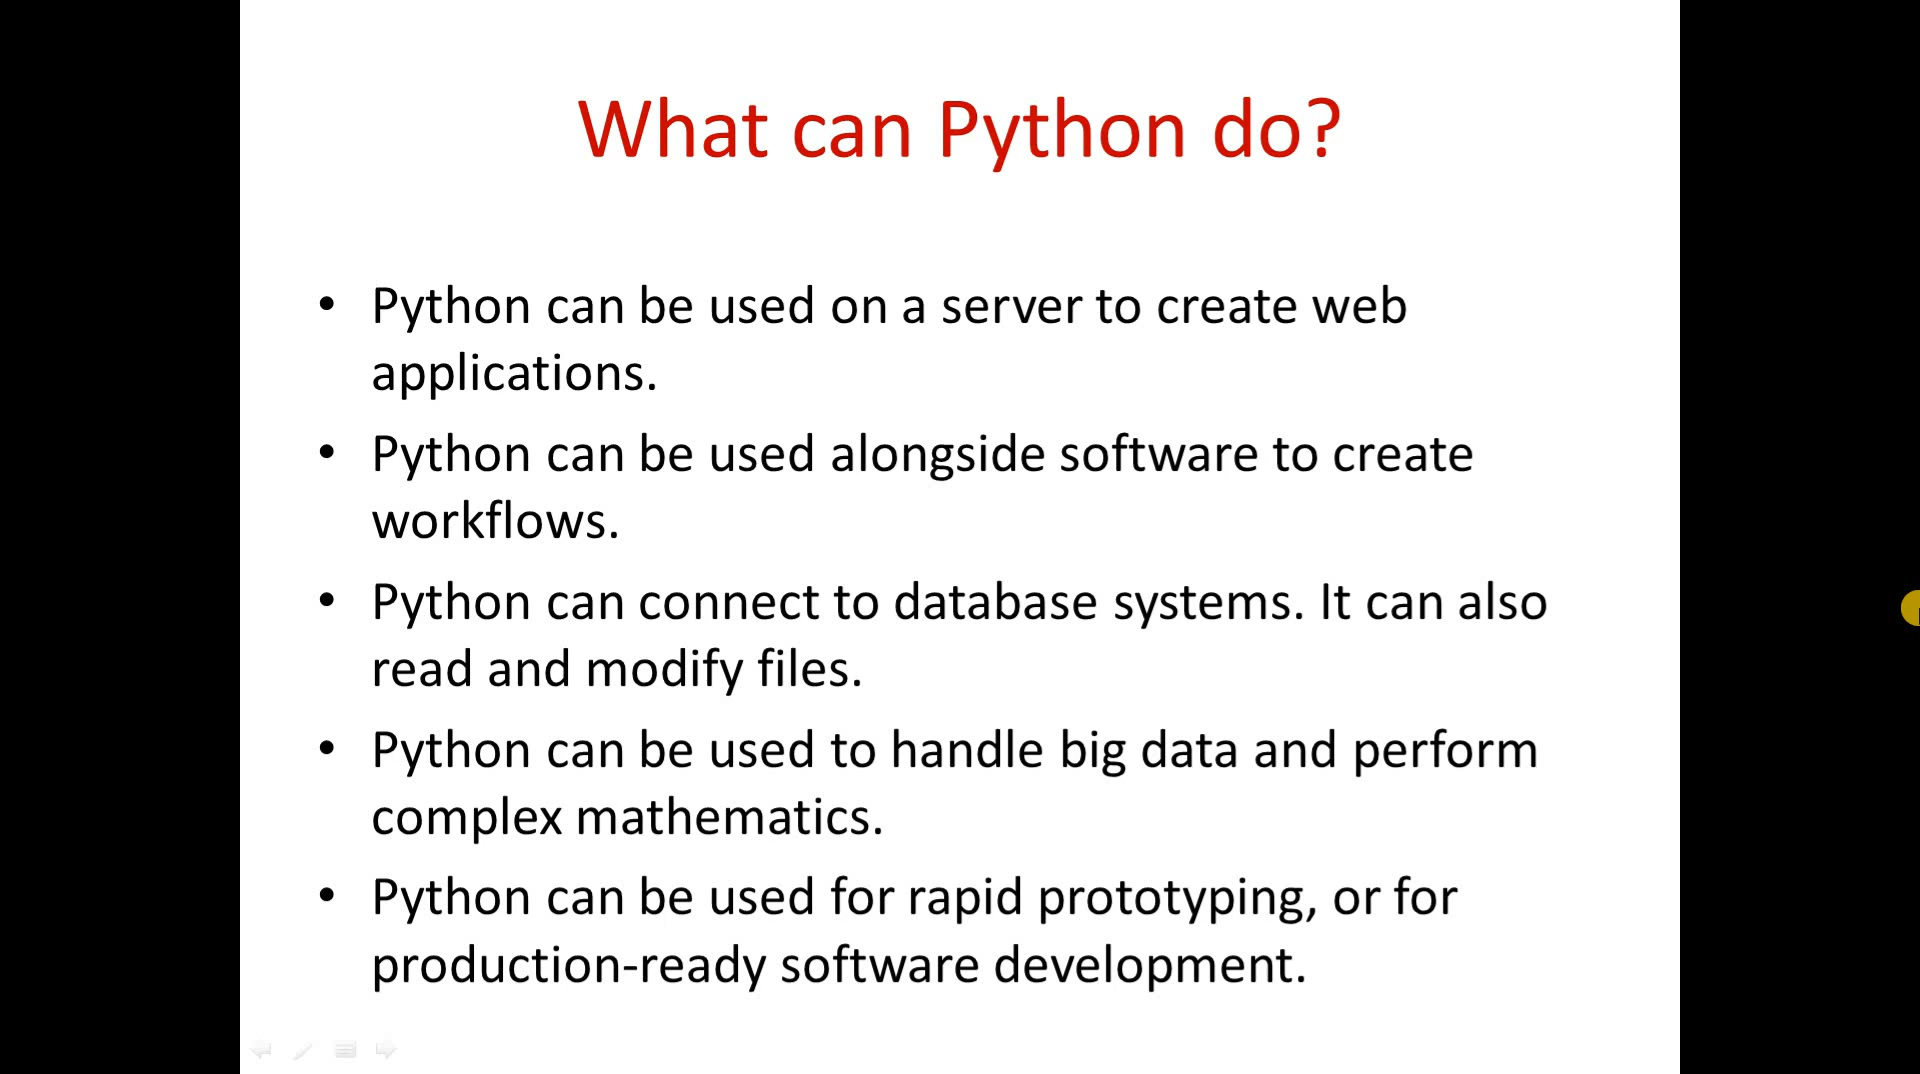 What can Python do?
• Python can be used on a server to create web
applications.
• Python can be used alongside software to create
workflows.
• Python can connect to database systems. It can also
read and modify files.
• Python can be used to handle big data and perform
complex mathematics.
• Python can be used for rapid prototyping, or for
production-ready software development.